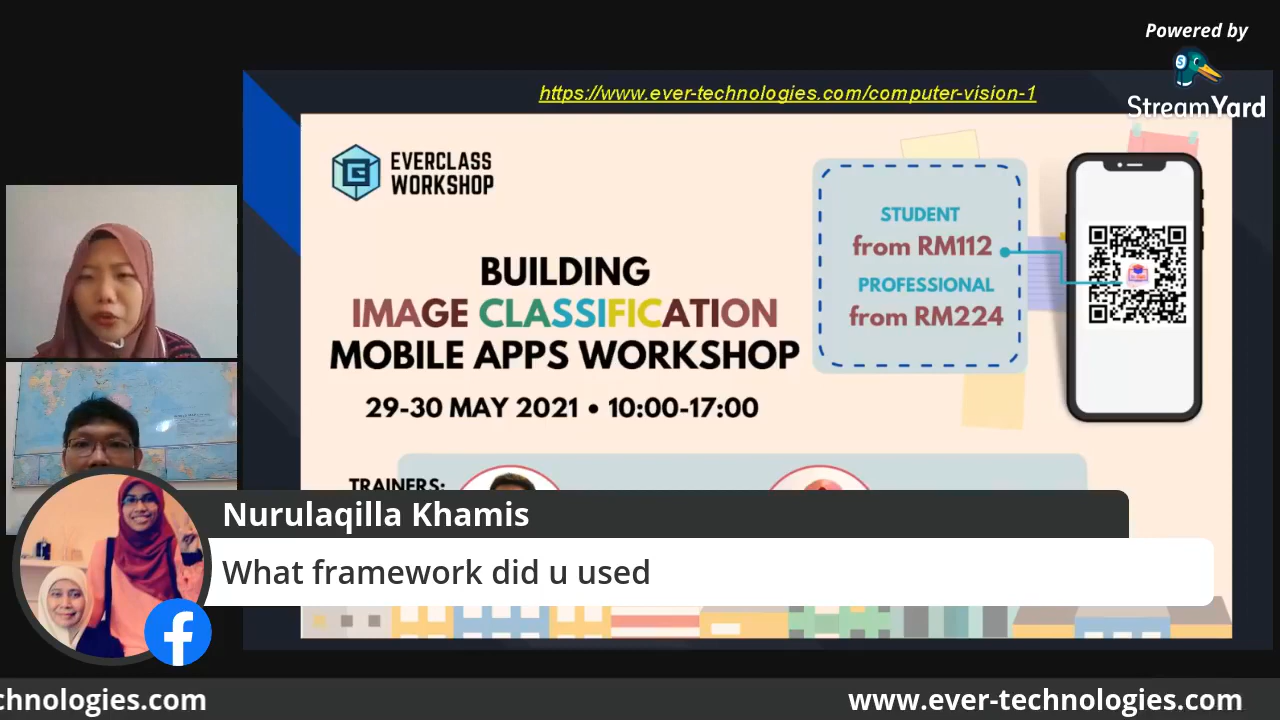 Powered by
StreamYard
https://www.ever-technologies.com/computer-vision-1
EVERCLASS
WORKSHOP
BUILDING
IMAGE CLASSIFICATION
MOBILE APPS WORKSHOP
29-30 MAY 2021 • 10:00-17:00
STUDENT
from RM112
PROFESSIONAL
from RM224
TRAINERS:
Nurulaqilla Khamis
What framework did u used
chnologies.com
www.ever-technologies.com